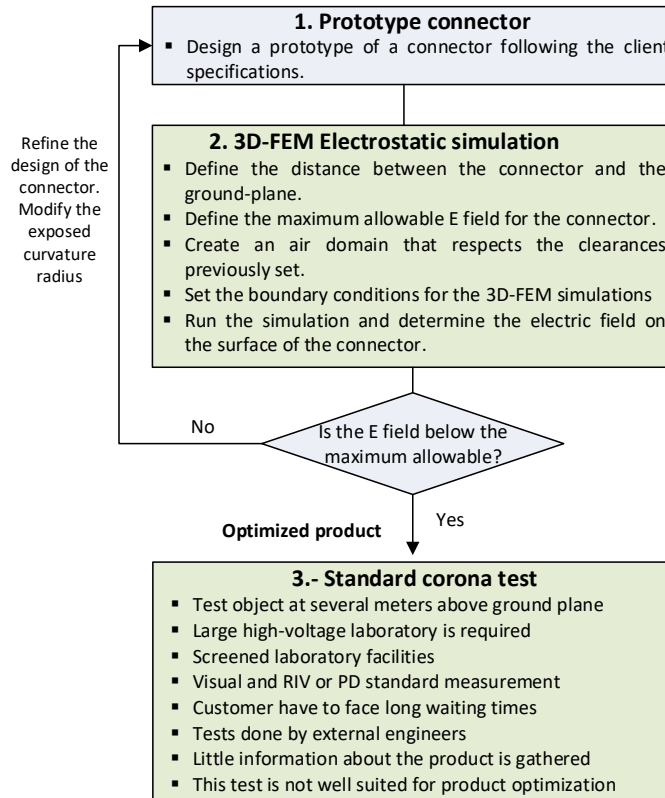 1. Prototype connector
▪ Design a prototype of a connector following the client
specifications.
Refine the
design of the
connector.
Modify the
exposed
curvature
radius
2. 3D-FEM Electrostatic simulation
▪ Define the distance between the connector and the
ground-plane.
▪ Define the maximum allowable E field for the connector.
▪ Create an air domain that respects the clearances
previously set.
▪ Set the boundary conditions for the 3D-FEM simulations
▪ Run the simulation and determine the electric field on
the surface of the connector.
No
Is the E field below the
maximum allowable?
Yes
Optimized product
3.- Standard corona test
▪ Test object at several meters above ground plane
▪ Large high-voltage laboratory is required
▪ Screened laboratory facilities
▪ Visual and RIV or PD standard measurement
▪ Customer have to face long waiting times
▪ Tests done by external engineers
▪ Little information about the product is gathered
▪ This test is not well suited for product optimization